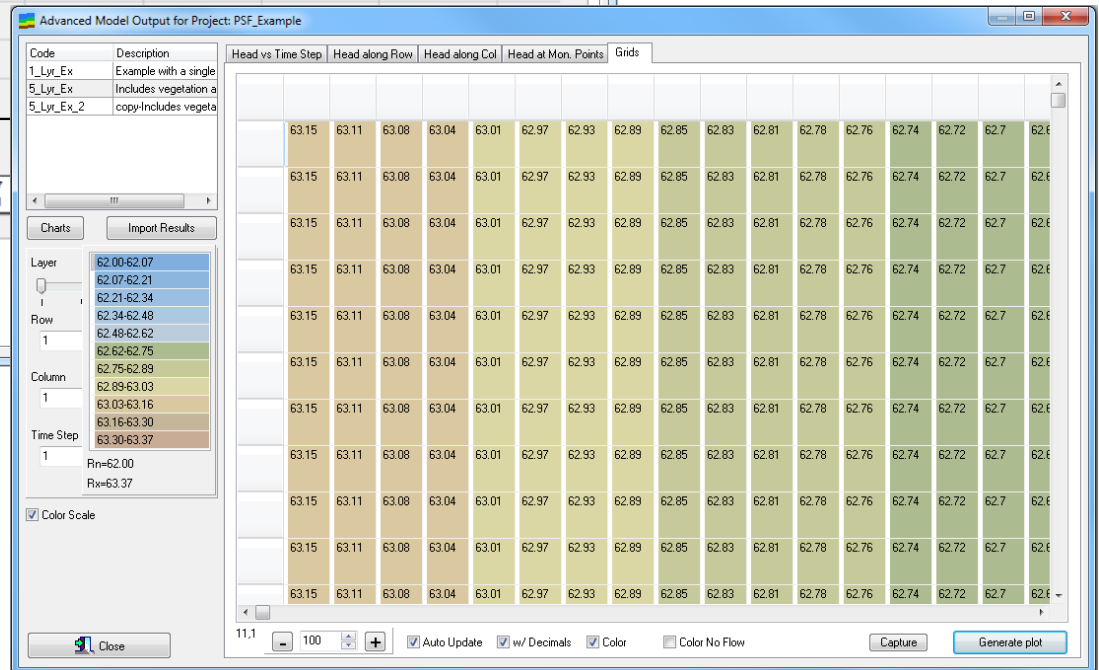 Advanced Model Output for Project: PSF_Example
Code Description
1_Lyr_Ex Example with a single
5_Lyr_Ex Includes vegetation a
5_Lyr_Ex_2 copy-Includes vegeta
Charts Import Results
Layer
Row
1
Column
1
Time Step
1
62.00-62.07
62.07-62.21
62.21-62.34
62.34-62.48
62.48-62.62
62.62-62.75
62.75-62.89
62.89-63.03
63.03-63.16
63.16-63.30
63.30-63.37
Rn=62.00
Rx=63.37
Color Scale
Close
Head vs Time Step Head along Row Head along Col Head at Mon. Points Grids
63.15 63.11 63.08 63.04 63.01 62.97 62.93 62.89 62.85 62.83 62.81 62.78 62.76 62.74 62.72 62.7
63.15 63.11 63.08 63.04 63.01 62.97 62.93 62.89 62.85 62.83 62.81 62.78 62.76 62.74 62.72 62.7
63.15 63.11 63.08 63.04 63.01 62.97 62.93 62.89 62.85 62.83 62.81 62.78 62.76 62.74 62.72 62.7
63.15 63.11 63.08 63.04 63.01 62.97 62.93 62.89 62.85 62.83 62.81 62.78 62.76 62.74 62.72 62.7
63.15 63.11 63.08 63.04 63.01 62.97 62.93 62.89 62.85 62.83 62.81 62.78 62.76 62.74 62.72 62.7
63.15 63.11 63.08 63.04 63.01 62.97 62.93 62.89 62.85 62.83 62.81 62.78 62.76 62.74 62.72 62.7
63.15 63.11 63.08 63.04 63.01 62.97 62.93 62.89 62.85 62.83 62.81 62.78 62.76 62.74 62.72 62.7
63.15 63.11 63.08 63.04 63.01 62.97 62.93 62.89 62.85 62.83 62.81 62.78 62.76 62.74 62.72 62.7
63.15 63.11 63.08 63.04 63.01 62.97 62.93 62.89 62.85 62.83 62.81 62.78 62.76 62.74 62.72 62.7
63.15 63.11 63.08 63.04 63.01 62.97 62.93 62.89 62.85 62.83 62.81 62.78 62.76 62.74 62.72 62.7
63.15 63.11 63.08 63.04 63.01 62.97 62.93 62.89 62.85 62.83 62.81 62.78 62.76 62.74 62.72 62.7
11,1 - 100 + Auto Update w/ Decimals Color Color No Flow Capture Generate plot